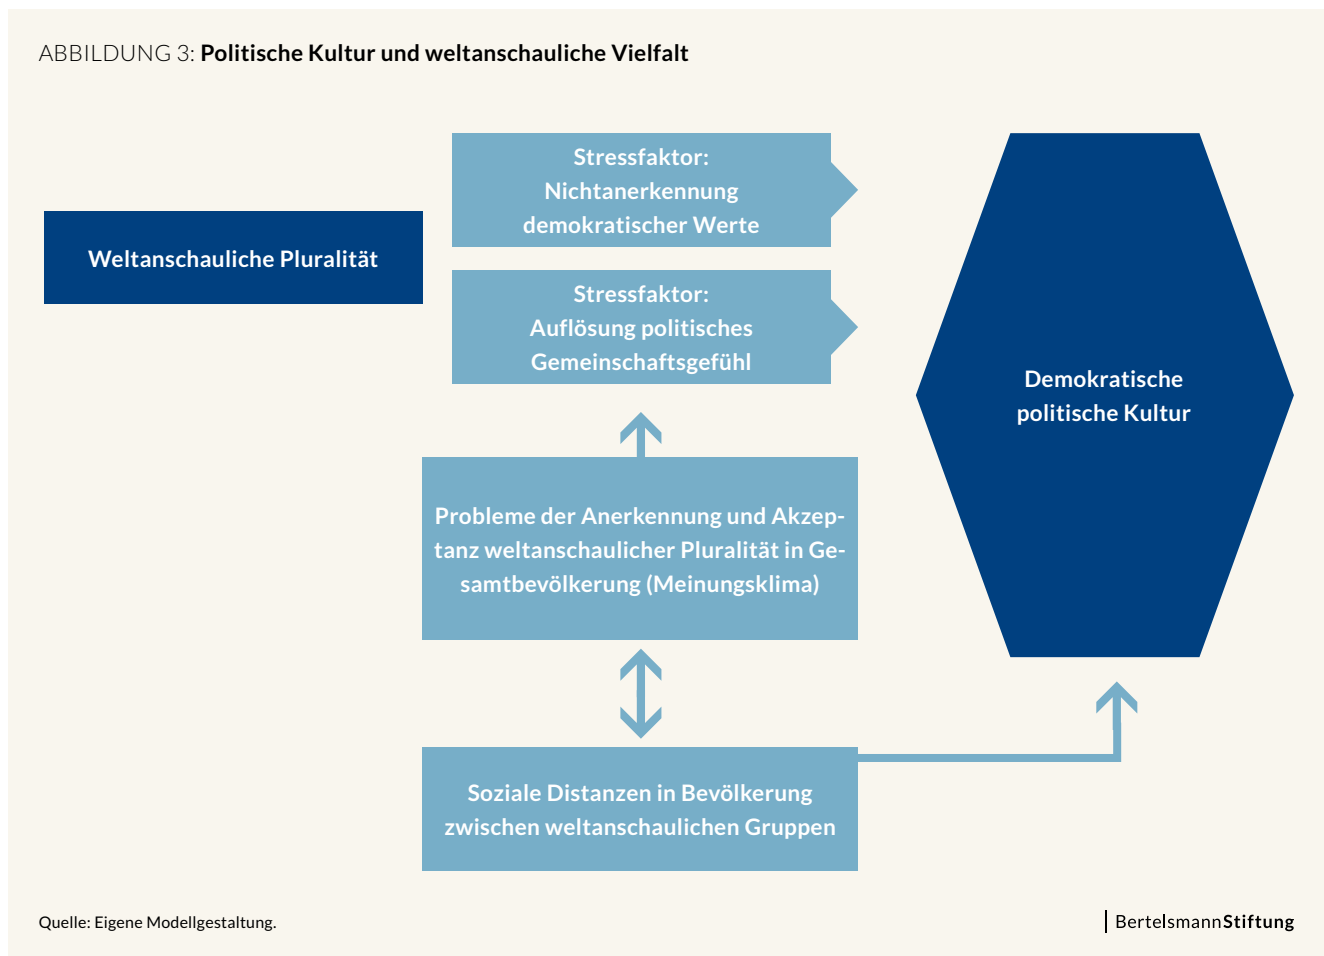 ABBILDUNG 3: Politische Kultur und weltanschauliche Vielfalt
Weltanschauliche Pluralität
Stressfaktor:
Nichtanerkennung
demokratischer Werte
Stressfaktor:
Auflösung politisches
Gemeinschaftsgefühl
Demokratische
politische Kultur
Probleme der Anerkennung und Akzep-
tanz weltanschaulicher Pluralität in Ge-
samtbevölkerung (Meinungsklima)
Soziale Distanzen in Bevölkerung
zwischen weltanschaulichen Gruppen
Quelle: Eigene Modellgestaltung.
BertelsmannStiftung